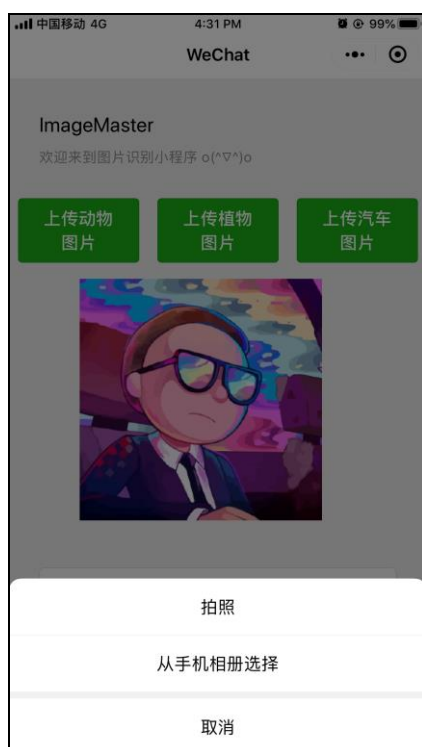 中国移动 4G 4:31 PM 99%
WeChat
ImageMaster
欢迎来到图片识别小程序 o(^▽^)o
上传动物 上传植物 上传汽车
图片 图片 图片
拍照
从手机相册选择
取消